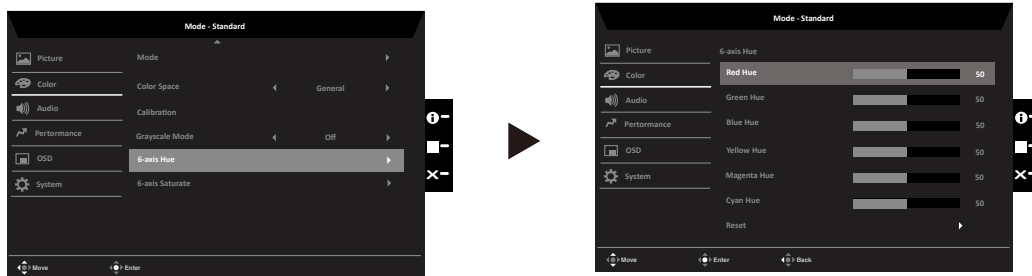 Mode - Standard
Picture
Mode
Color
Color Space General
Audio
Calibration
Pertormance
Grayscale Mode Off
OSD
6-axis Hue
System
6-axis Saturate
Move Enter
Mode - Standard
Picture
6-axis Hue
Color
Red Hue 50
Audio
Green Hue 50
Pertormance
Blue Hue 50
OSD
Yellow Hue 50
System
Magenta Hue 50
Cyan Hue 50
Reset
Move Enter Back